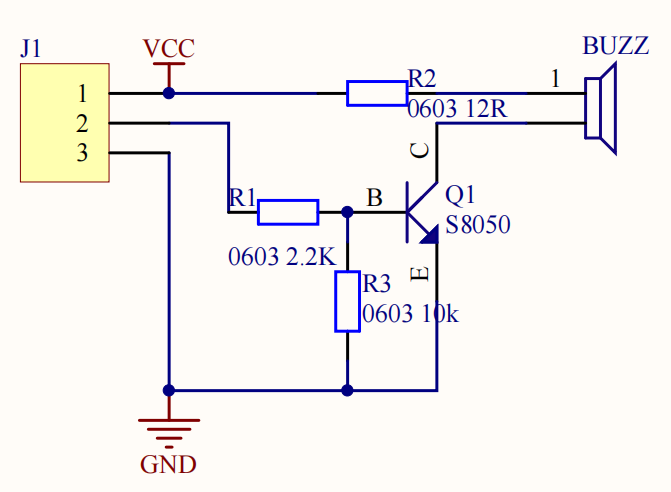 J1
VCC
BUZZ
1
2
3
R2
0603 12R
1
C
R1
B
Q1
S8050
0603 2.2K
E
R3
0603 10k
GND